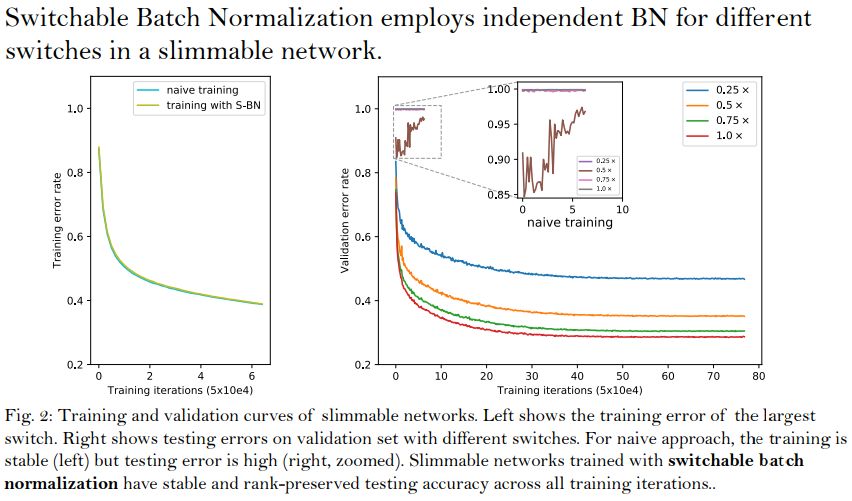 Switchable Batch Normalization employs independent BN for different
switches in a slimmable network.
naive training
training with S-BN
Training error rate
1.0
0.8
0.6
0.4
0.2
0 2 4 6
Training iterations (5x10e4)
Validation error rate
1.0
0.8
0.6
0.4
0.2
1.00
0.95
0.90
0.85
0.25 ×
0.5 ×
0.75 ×
1.0 ×
0 5 10
naive training
0.25 ×
0.5 ×
0.75 ×
1.0 ×
0 10 20 30 40 50 60 70 80
Training iterations (5x10e4)
Fig. 2: Training and validation curves of slimmable networks. Left shows the training error of the largest
switch. Right shows testing errors on validation set with different switches. For naive approach, the training is
stable (left) but testing error is high (right, zoomed). Slimmable networks trained with switchable batch
normalization have stable and rank-preserved testing accuracy across all training iterations..